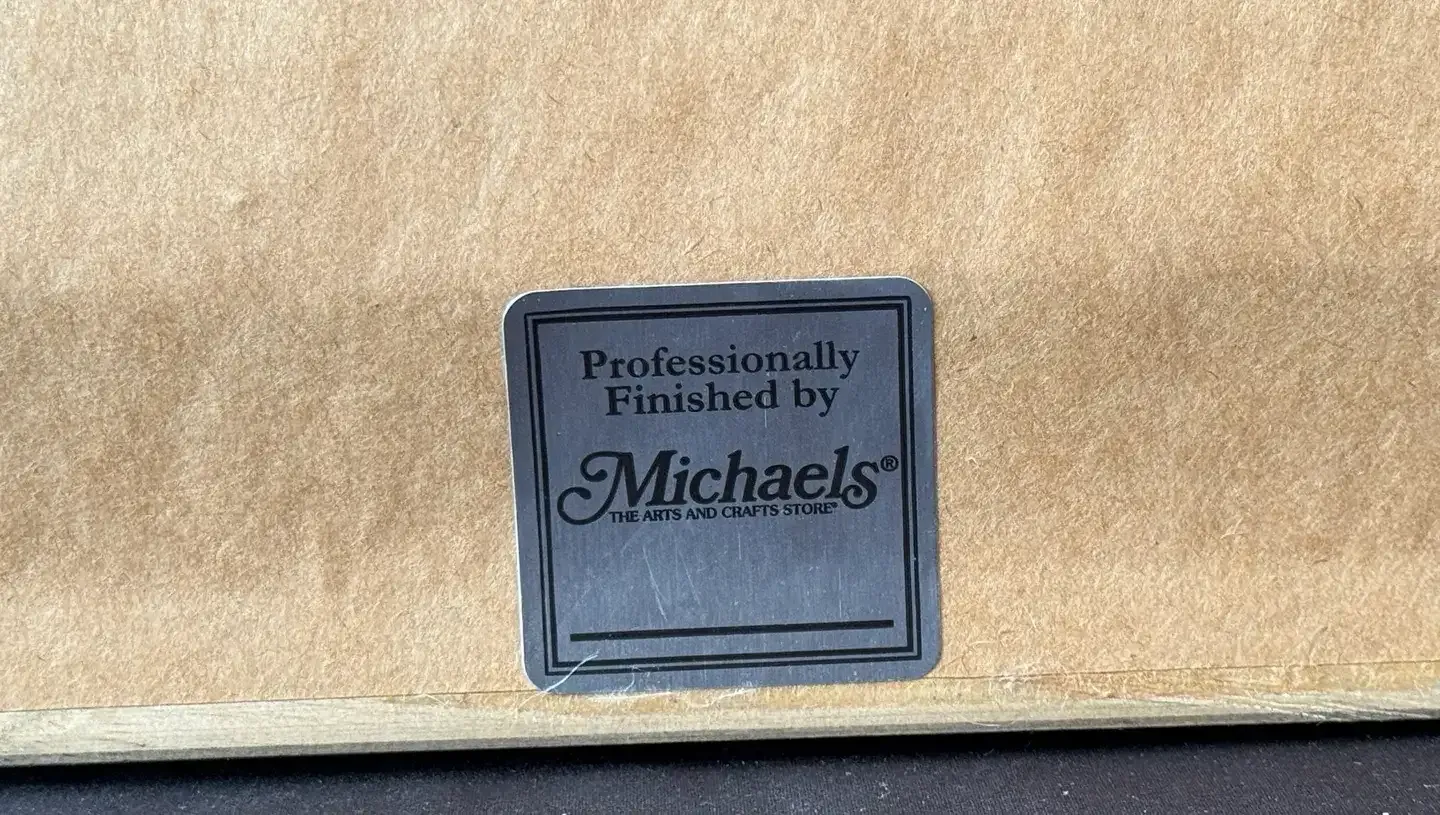 Professionally
Finished by
Michaels®
THE ARTS AND CRAFTS STORE®